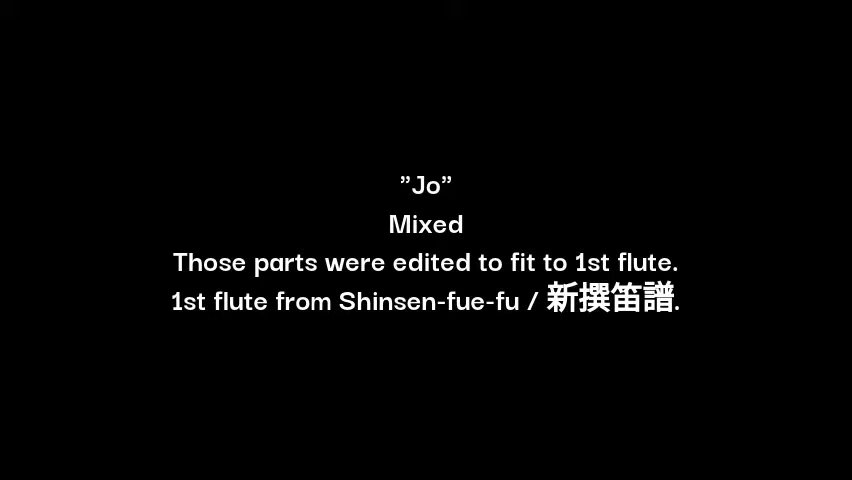 ”Jo”
Mixed
Those parts were edited to fit to 1st flute.
1st flute from Shinsen-fue-fu / 新撰笛譜.